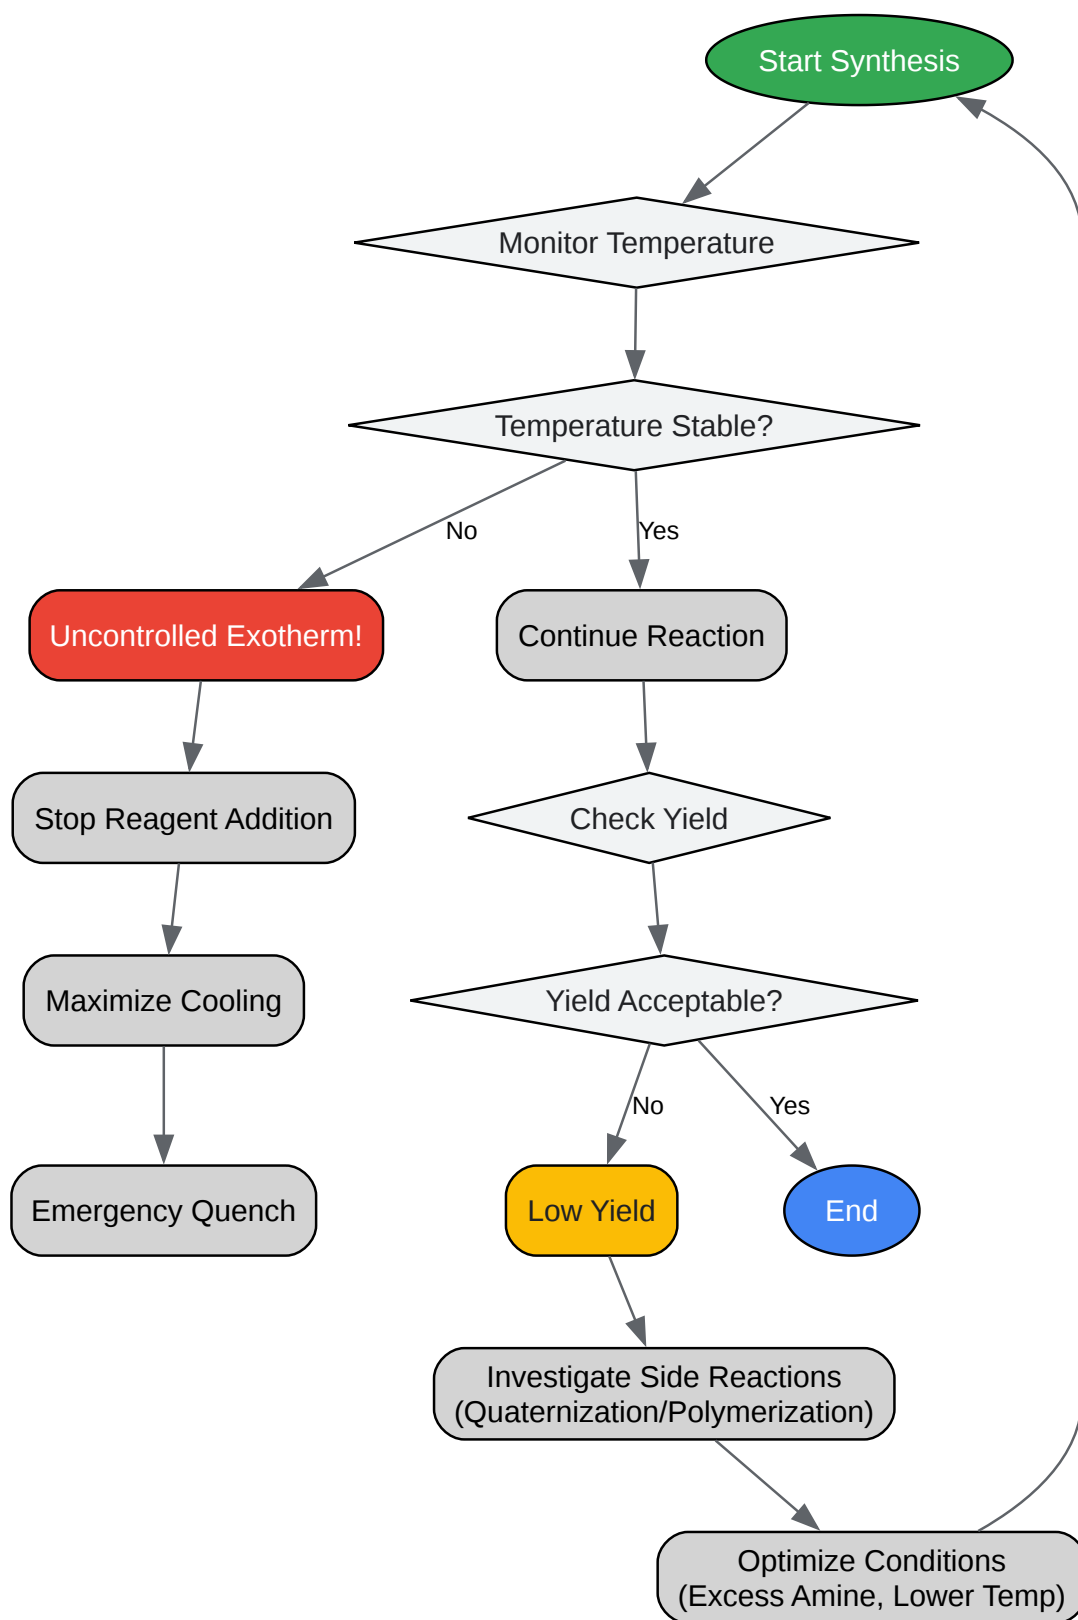 Start Synthesis
Monitor Temperature
Temperature Stable?
No
Yes
Uncontrolled Exotherm!
Continue Reaction
Stop Reagent Addition
Check Yield
Maximize Cooling
Yield Acceptable?
No
Yes
Emergency Quench
Low Yield
End
Investigate Side Reactions
(Quaternization/Polymerization)
Optimize Conditions
(Excess Amine, Lower Temp)